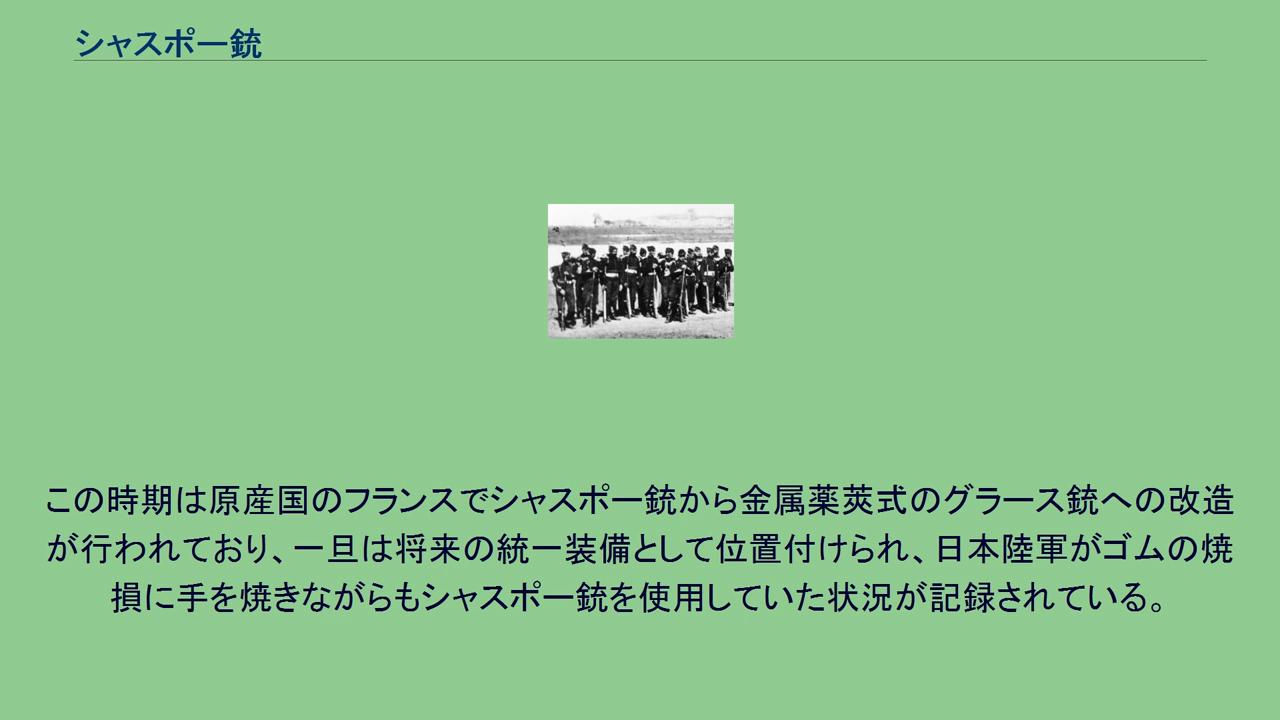 シャスポー銃
この時期は原産国のフランスでシャスポー銃から金属薬莢式のグラース銃への改造
が行われており、一旦は将来の統一装備として位置付けられ、日本陸軍がゴムの焼
損に手を焼きながらもシャスポー銃を使用していた状況が記録されている。